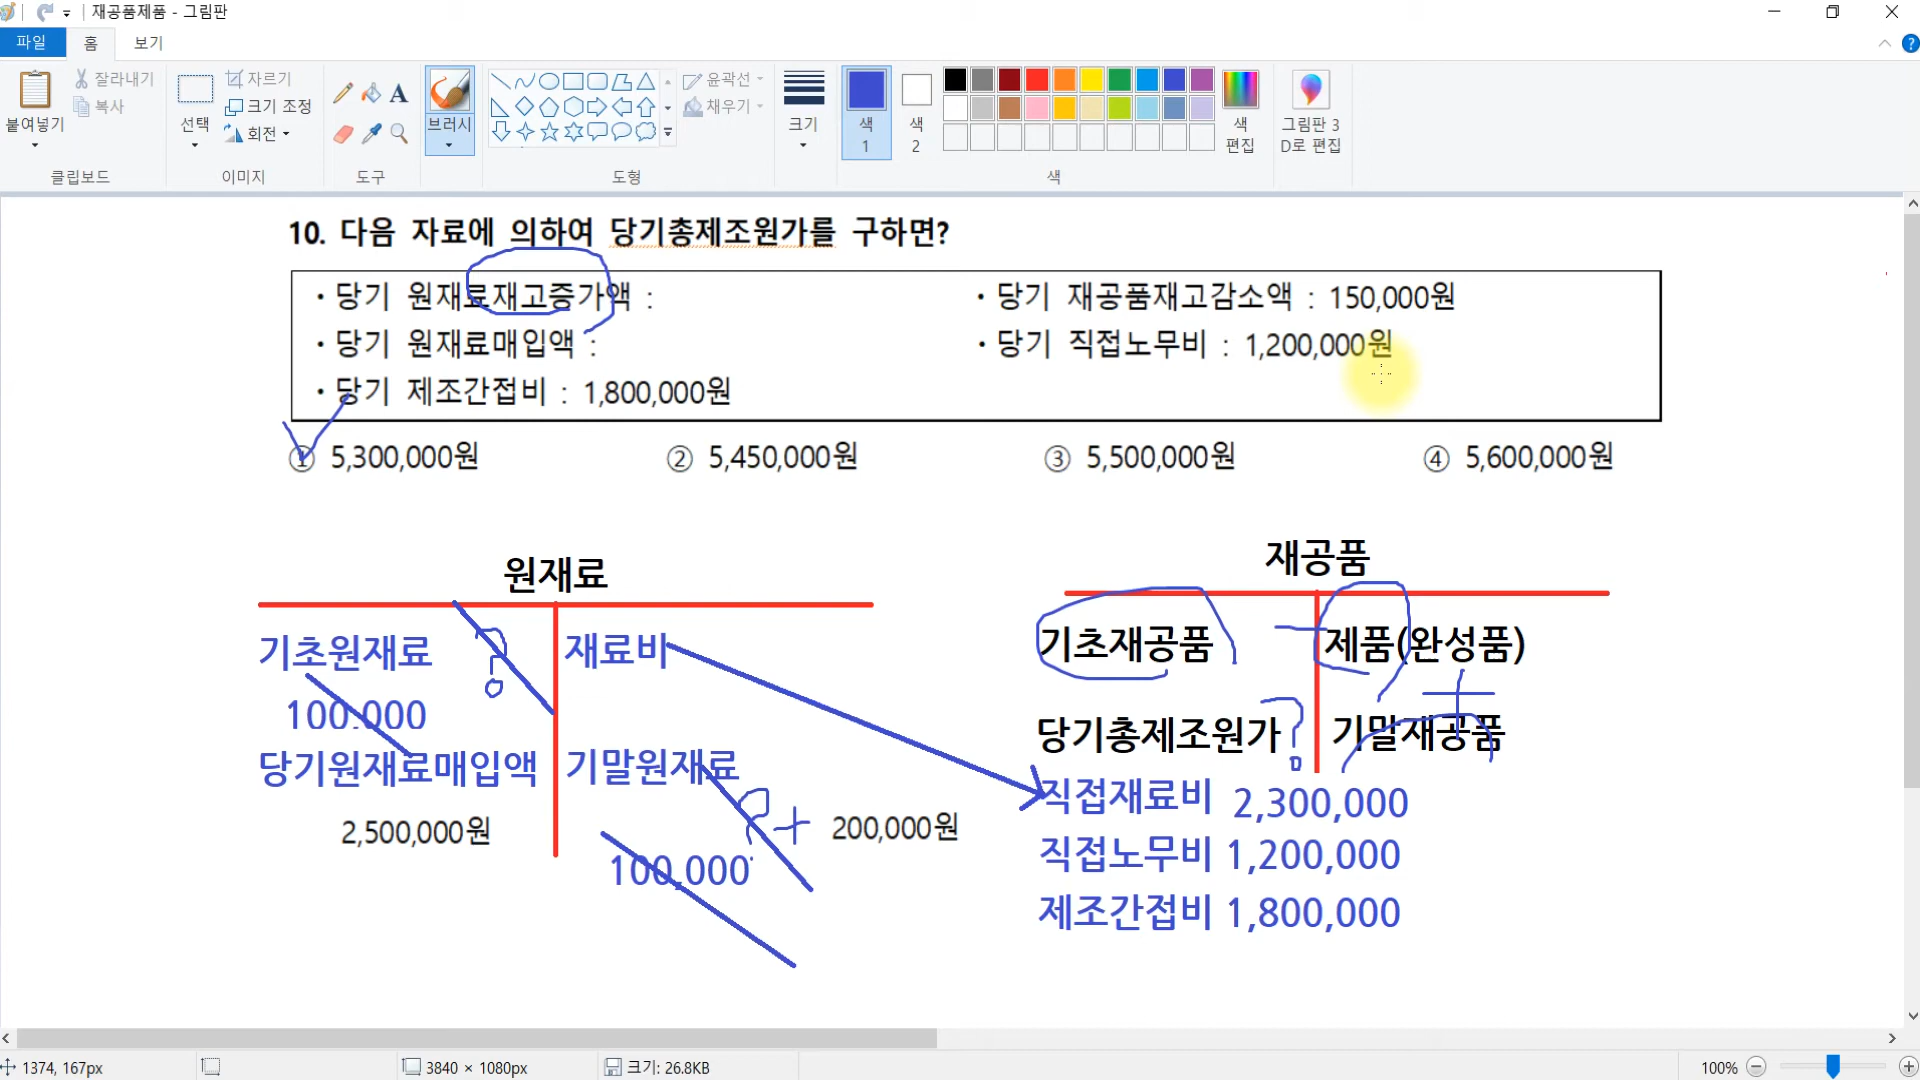 재공품제품 - 그림판
파일 홈 보기
붙여넣기
잘라내기
복사
클립보드
선택
자르기
크기 조정
회전
이미지
A
도구
브러시
윤곽선
채우기
도형
크기
색
1
색
2
색
편집
색
그림판 3
D로 편집
10. 다음 자료에 의하여 당기총제조원가를 구하면?
· 당기 원재료재고증가액 : · 당기 재공품재고감소액 : 150,000원
· 당기 원재료매입액 : · 당기 직접노무비 : 1,200,000원
· 당기 제조간접비 : 1,800,000원
① 5,300,000원 ② 5,450,000원 ③ 5,500,000원 ④ 5,600,000원
원재료
기초원재료 ? 재료비
100.000
당기원재료매입액 기말원재료
2,500,000원 ? + 200,000원
100,000
재공품
기초재공품 제품(완성품)
당기총제조원가 ? 기말재공품
직접재료비 2,300,000
직접노무비 1,200,000
제조간접비 1,800,000
1374, 167px 3840 × 1080px 크기: 26.8KB 100%